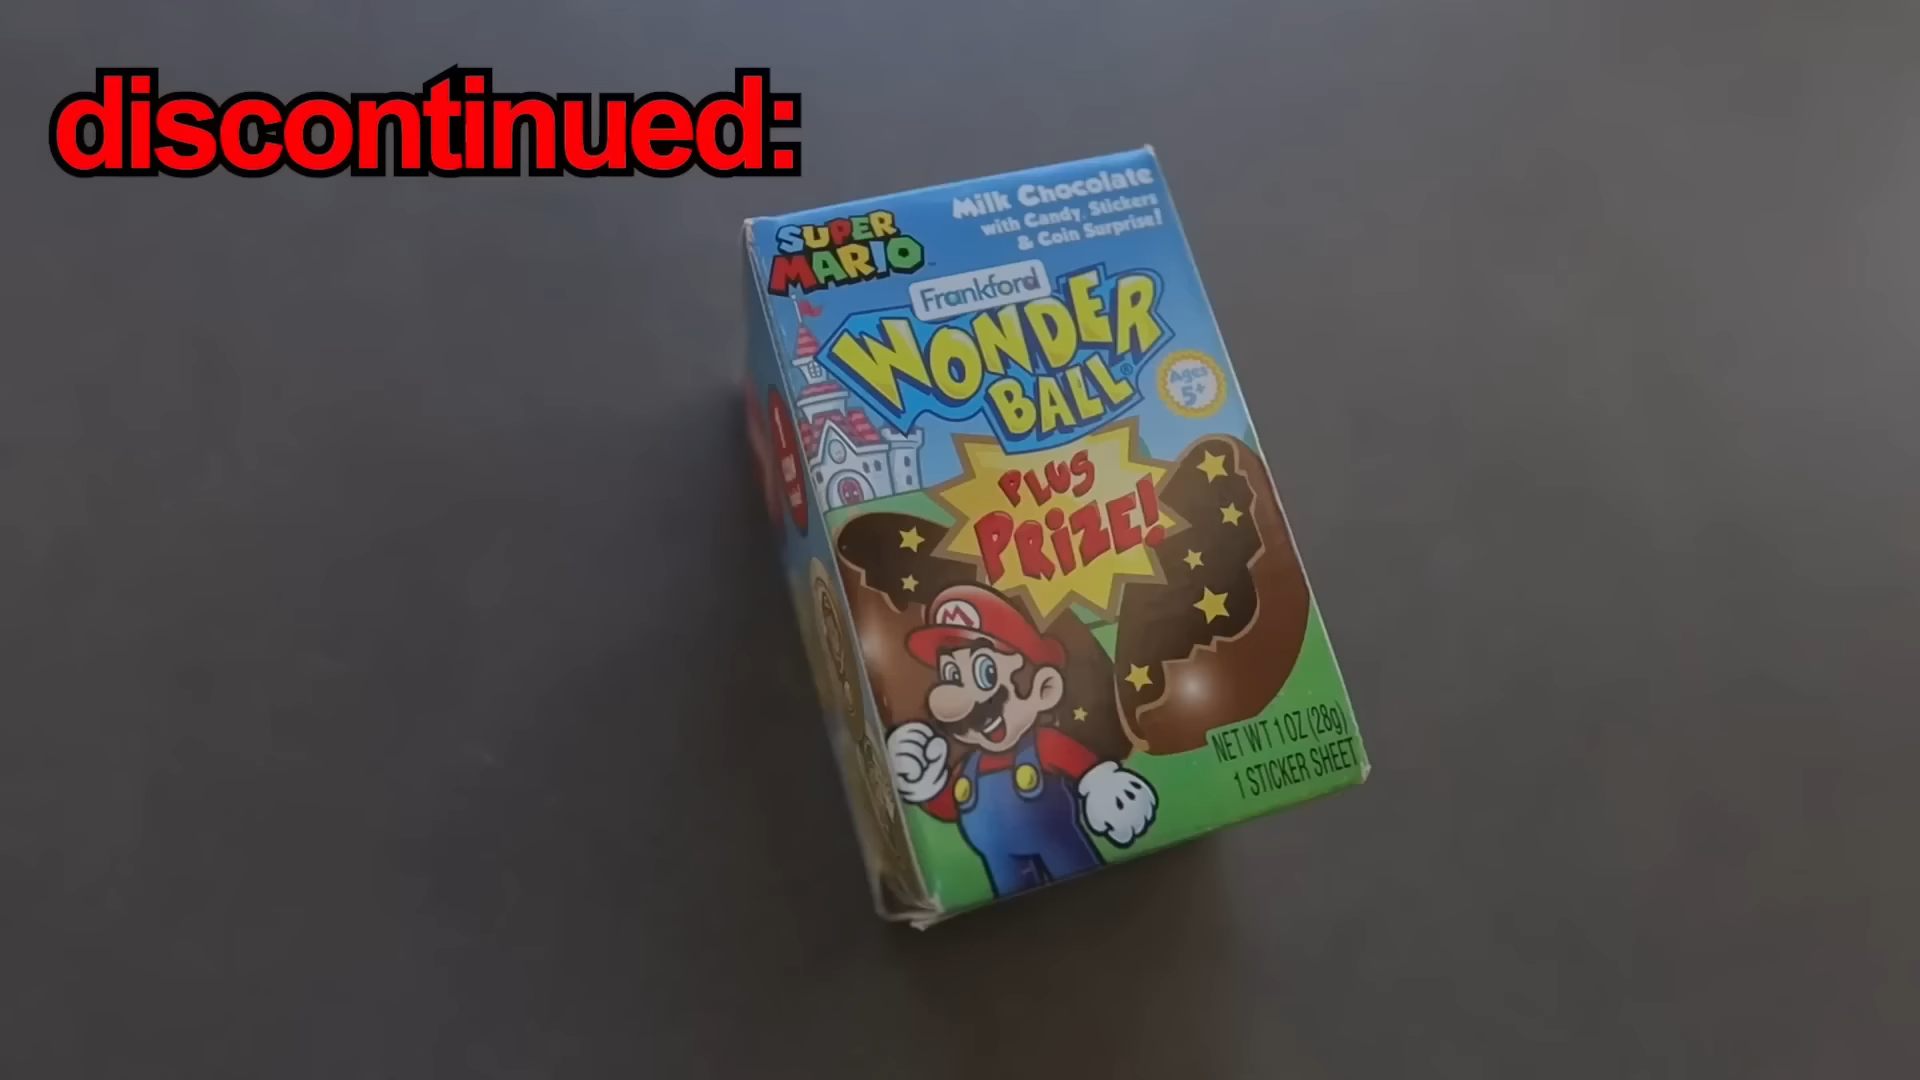 discontinued:
SUPER
MARIO
Milk Chocolate
with Candy, Stickers
& Coin Surprise!
Frankford
WONDER
BALL®
Ages
5+
PLUS
PRIZE!
M
NET WT 1 OZ (28g)
1 STICKER SHEET